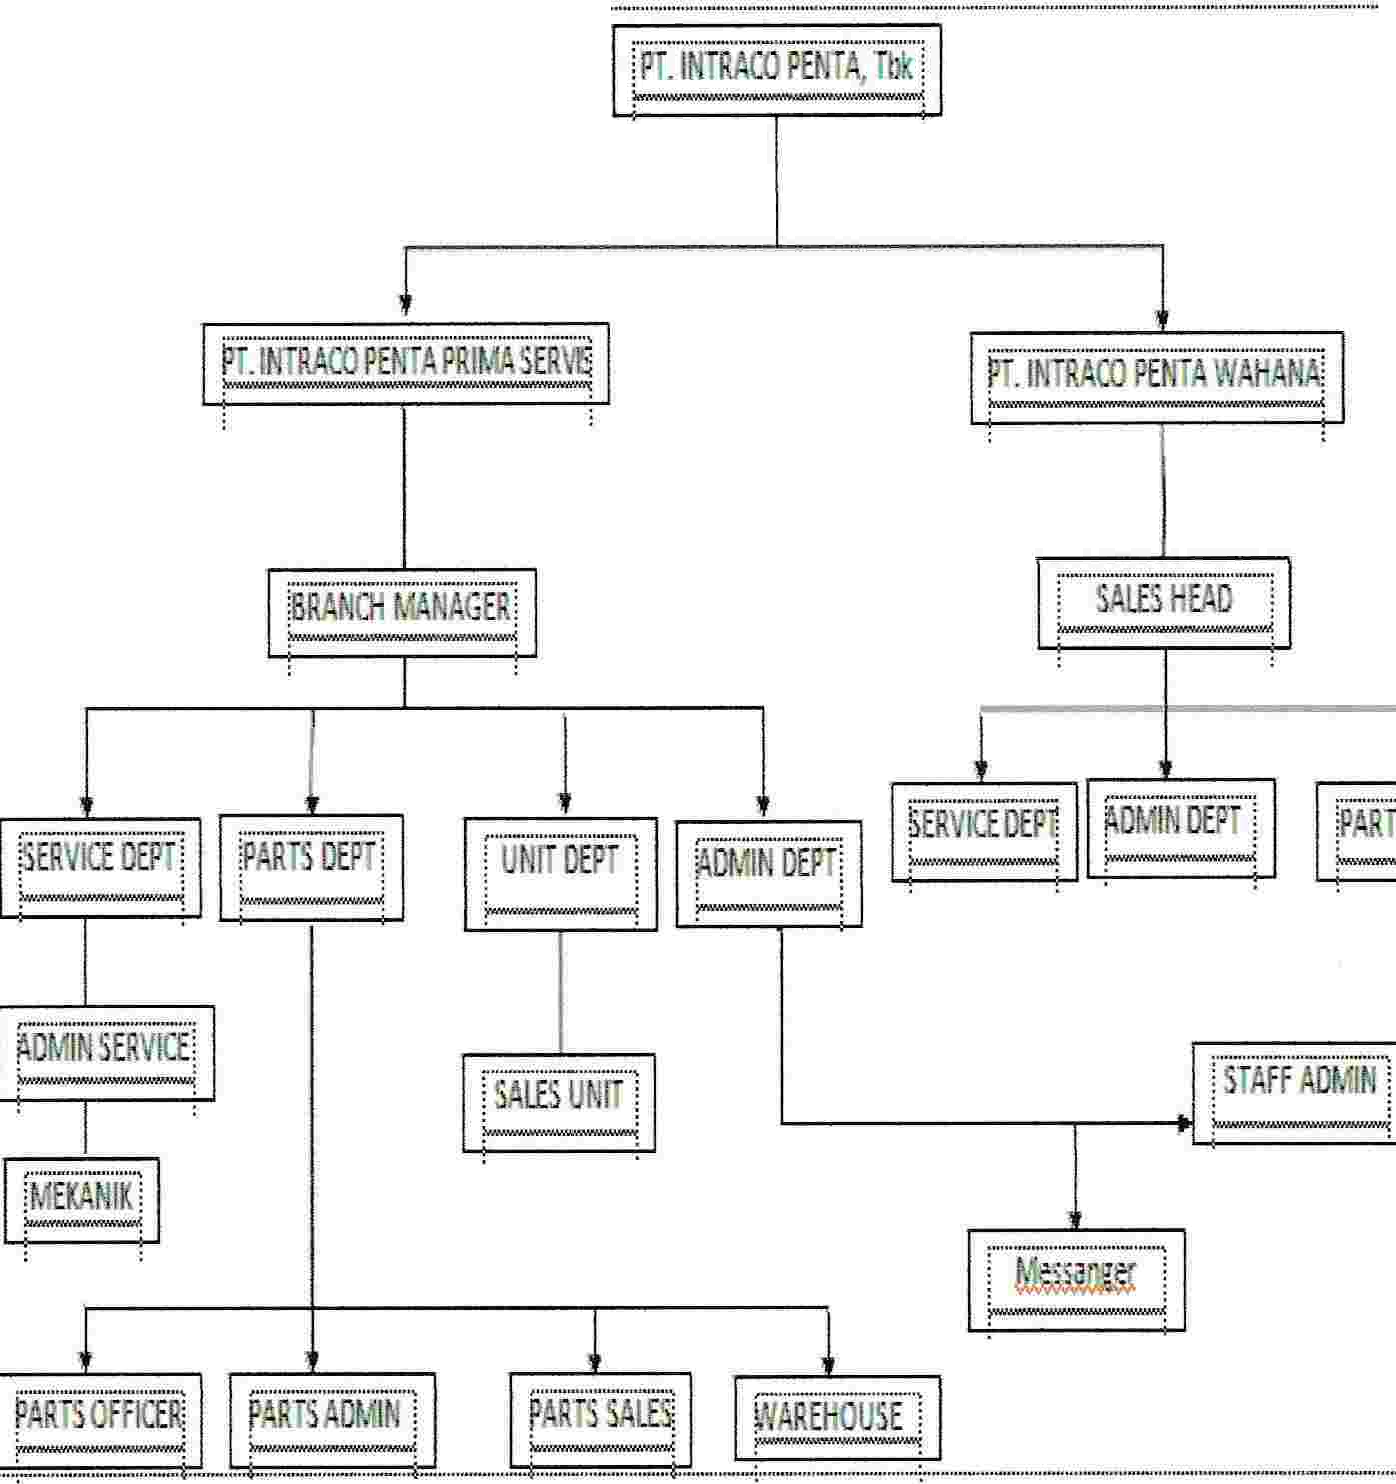 PT. INTRACO PENTA, Tbk
PT. INTRACO PENTA PRIMA SERVIS
PT. INTRACO PENTA WAHANA
BRANCH MANAGER
SALES HEAD
SERVICE DEPT
PARTS DEPT
UNIT DEPT
ADMIN DEPT
SERVICE DEPT
ADMIN DEPT
PART
ADMIN SERVICE
SALES UNIT
STAFF ADMIN
MEKANIK
Messanger
PARTS OFFICER
PARTS ADMIN
PARTS SALES
WAREHOUSE